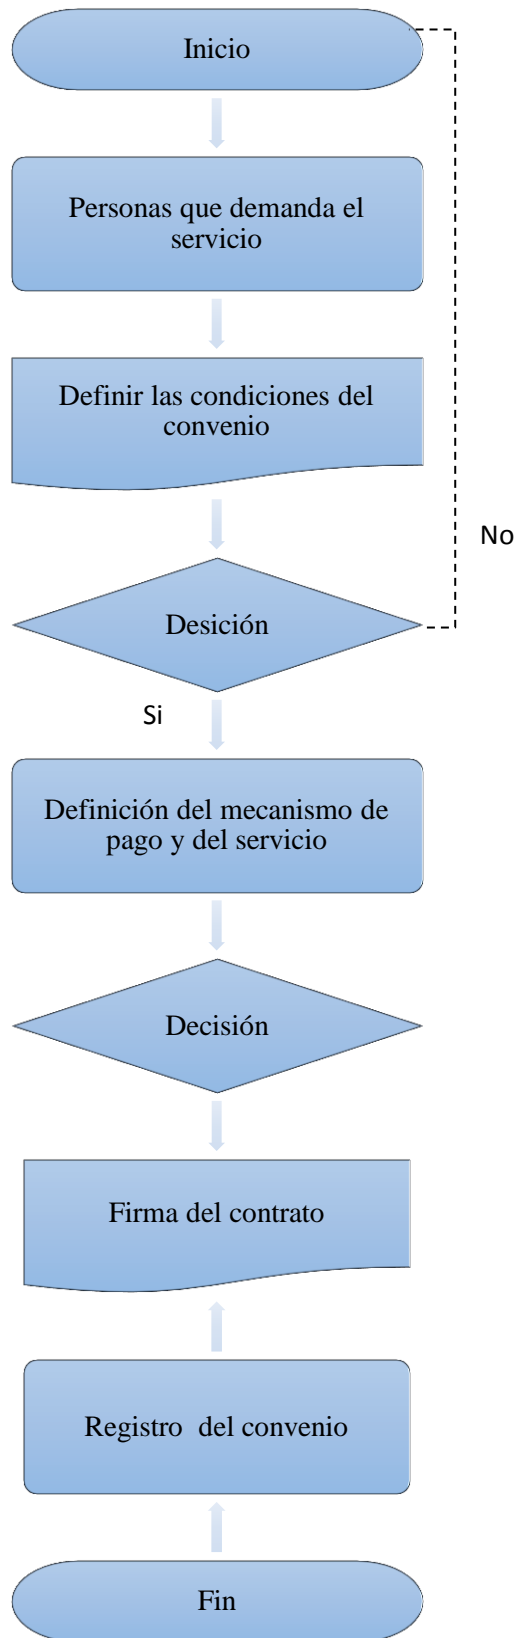 Inicio
Personas que demanda el
servicio
Definir las condiciones del
convenio
No
Desición
Si
Definición del mecanismo de
pago y del servicio
Decisión
Firma del contrato
Registro  del convenio
Fin